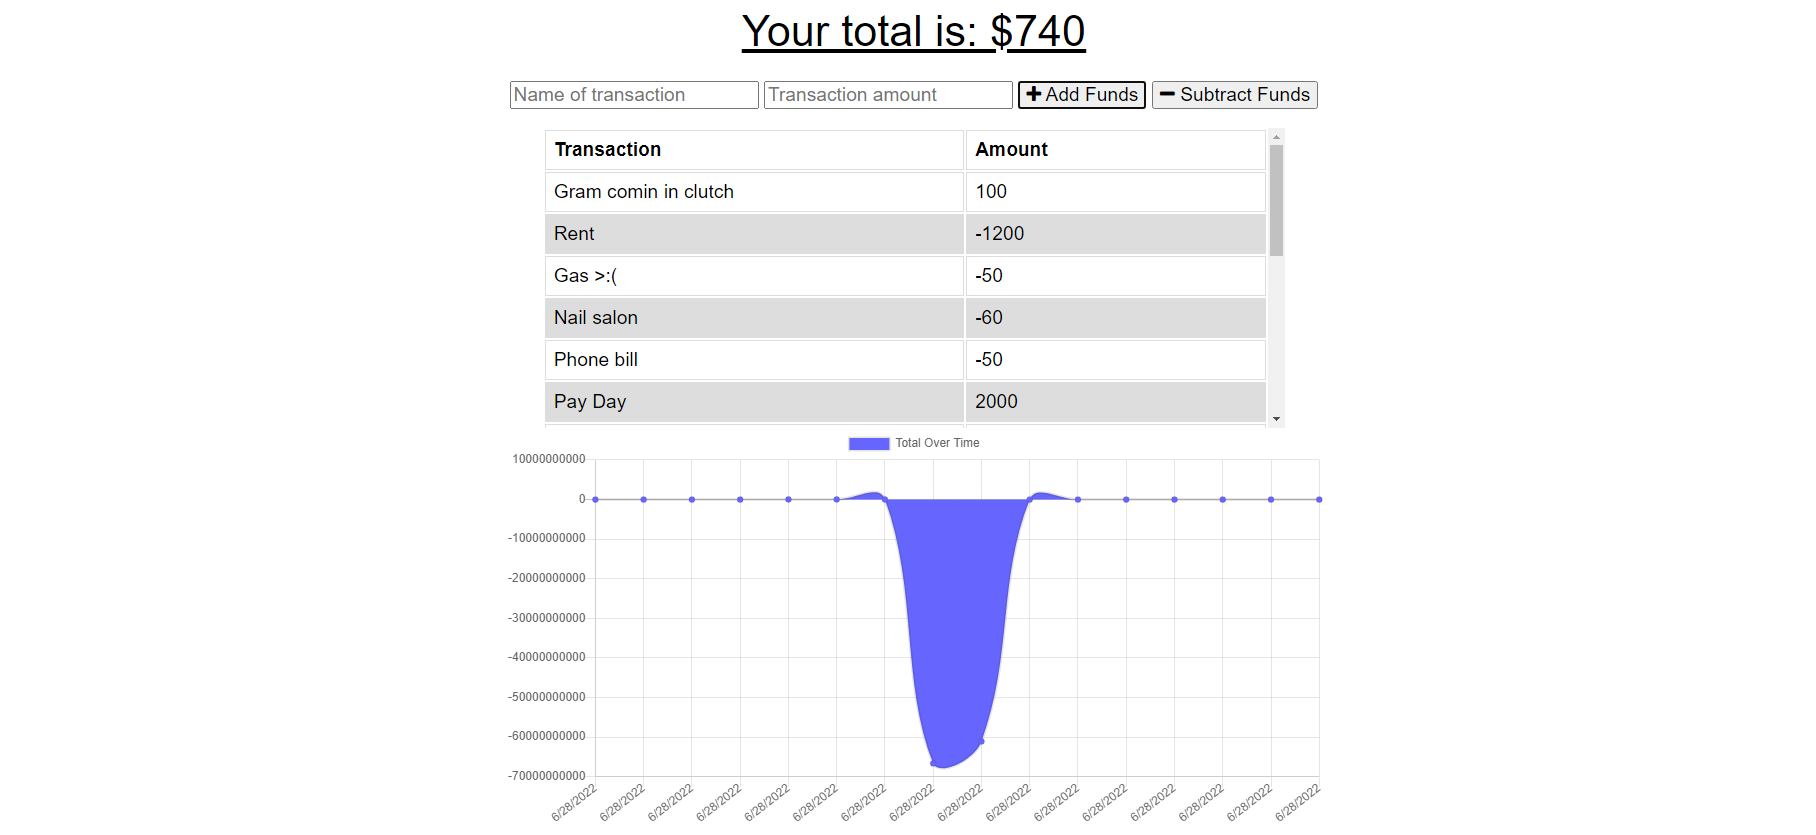 Your total is: $740
Name of transaction Transaction amount + Add Funds − Subtract Funds
Transaction Amount
Gram comin in clutch 100
Rent -1200
Gas >:( -50
Nail salon -60
Phone bill -50
Pay Day 2000
Total Over Time
10000000000
0
-10000000000
-20000000000
-30000000000
-40000000000
-50000000000
-60000000000
-70000000000
6/28/2022 6/28/2022 6/28/2022 6/28/2022 6/28/2022 6/28/2022 6/28/2022 6/28/2022 6/28/2022 6/28/2022 6/28/2022 6/28/2022 6/28/2022 6/28/2022 6/28/2022 6/28/2022